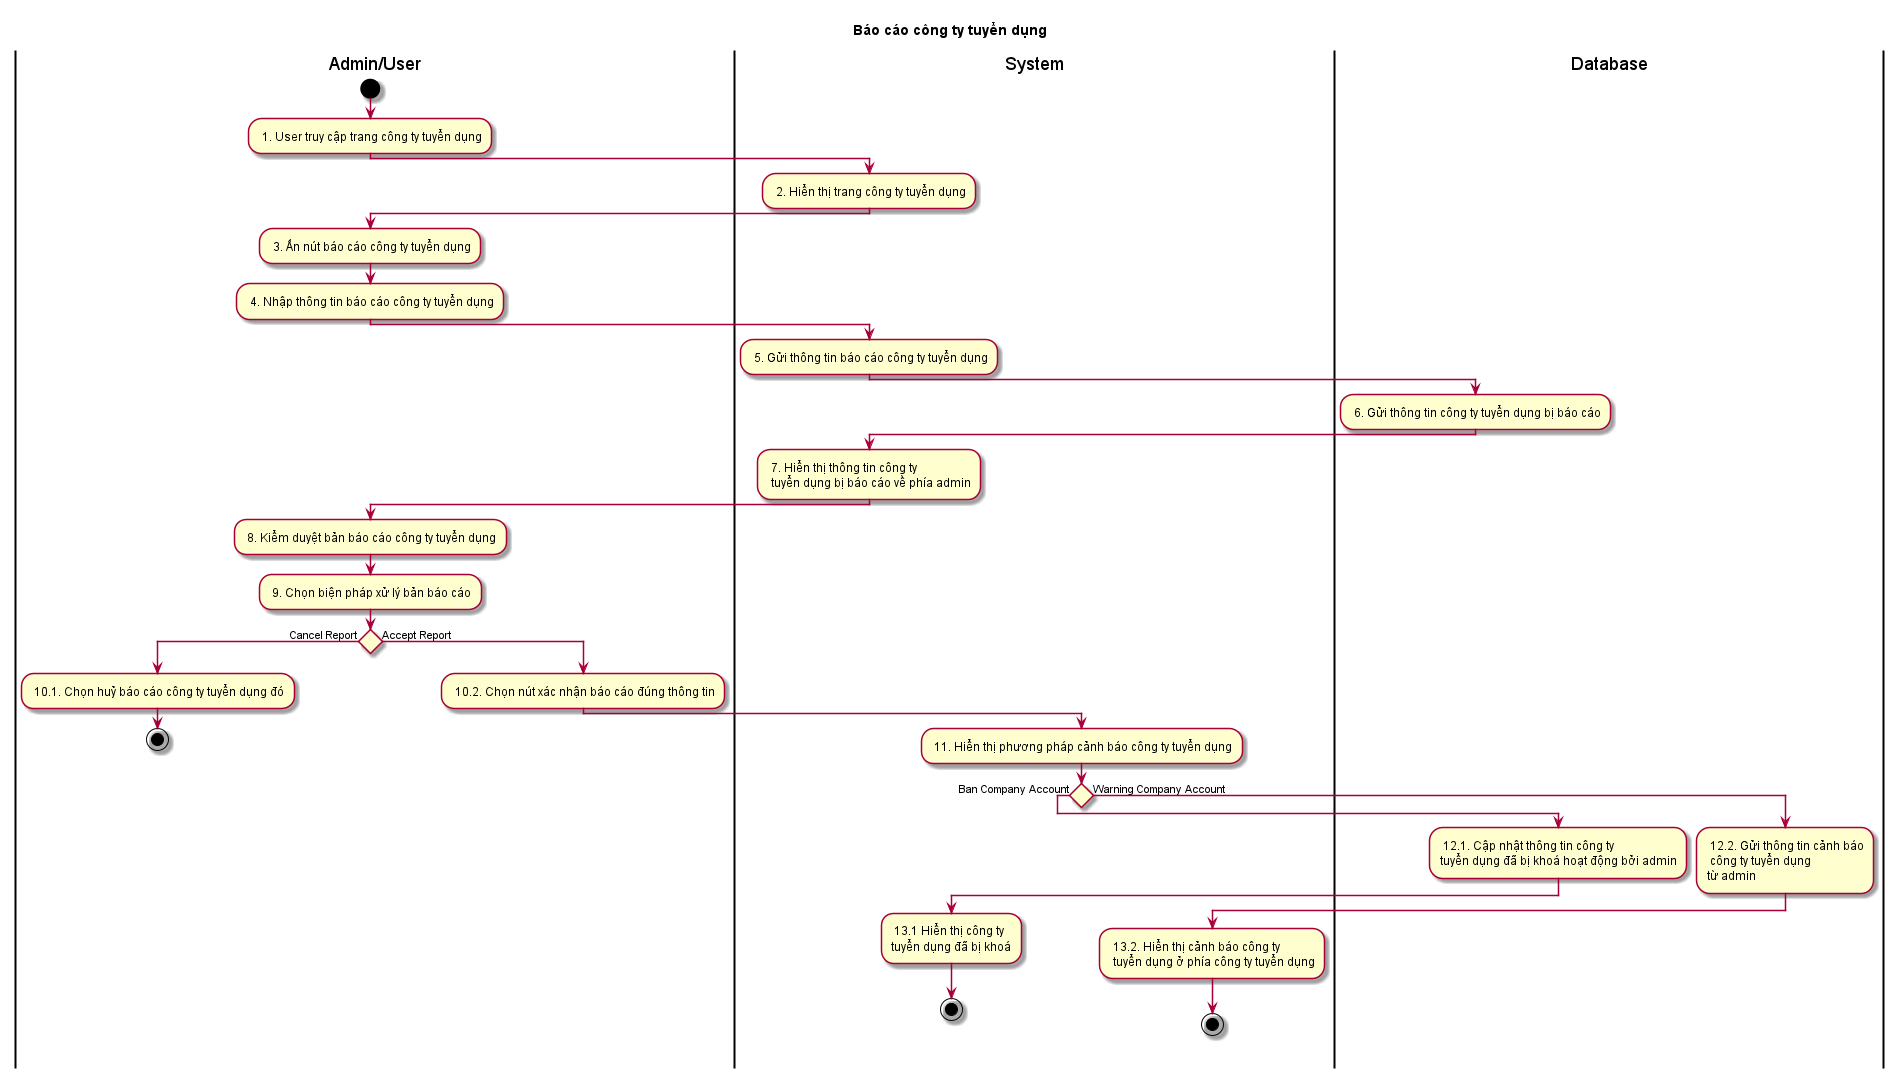 Báo cáo công ty tuyển dụng
Admin/User
System
Database
1. User truy cập trang công ty tuyển dụng
2. Hiển thị trang công ty tuyển dụng
3. Ấn nút báo cáo công ty tuyển dụng
4. Nhập thông tin báo cáo công ty tuyển dụng
5. Gửi thông tin báo cáo công ty tuyển dụng
6. Gửi thông tin công ty tuyển dụng bị báo cáo
7. Hiển thị thông tin công ty
tuyển dụng bị báo cáo về phía admin
8. Kiểm duyệt bản báo cáo công ty tuyển dụng
9. Chọn biện pháp xử lý bản báo cáo
Cancel Report
Accept Report
10.1. Chọn huỷ báo cáo công ty tuyển dụng đó
10.2. Chọn nút xác nhận báo cáo đúng thông tin
11. Hiển thị phương pháp cảnh báo công ty tuyển dụng
Ban Company Account
Warning Company Account
12.1. Cập nhật thông tin công ty
tuyển dụng đã bị khoá hoạt động bởi admin
12.2. Gửi thông tin cảnh báo
công ty tuyển dụng
từ admin
13.1 Hiển thị công ty
tuyển dụng đã bị khoá
13.2. Hiển thị cảnh báo công ty
tuyển dụng ở phía công ty tuyển dụng